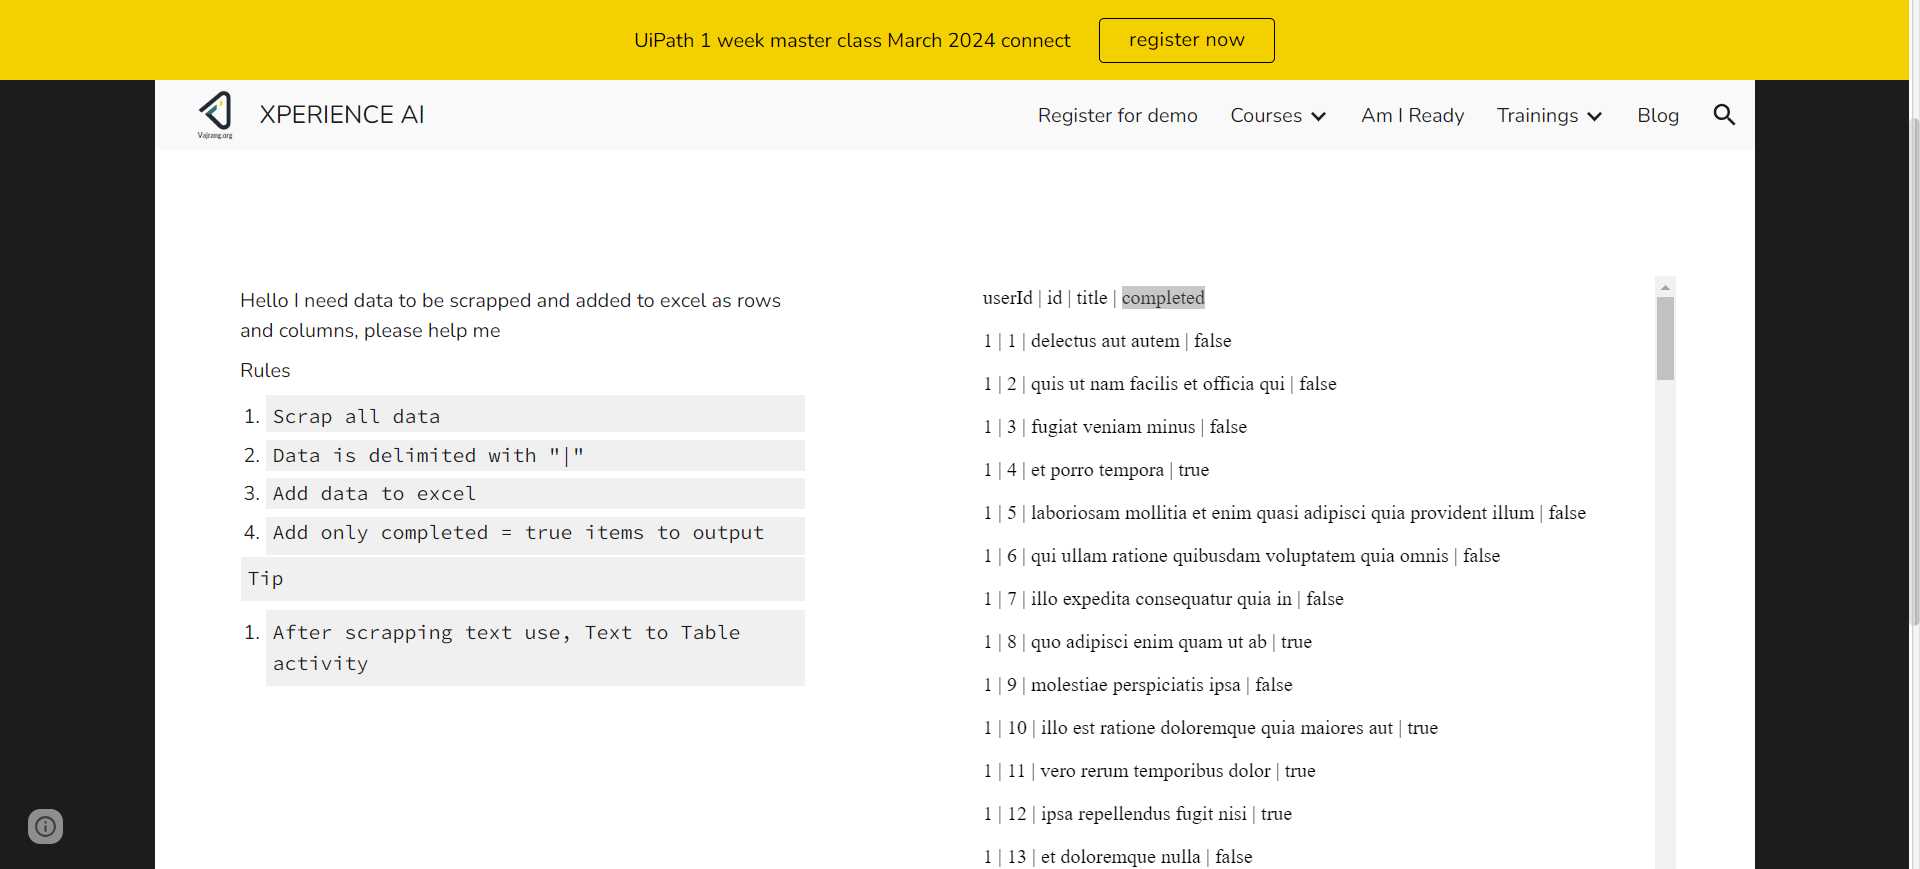 UiPath 1 week master class March 2024 connect
register now
Vajrang.org
XPERIENCE AI
Register for demo
Courses
Am I Ready
Trainings
Blog
Hello I need data to be scrapped and added to excel as rows
and columns, please help me
Rules
1. Scrap all data
2. Data is delimited with "|"
3. Add data to excel
4. Add only completed = true items to output
Tip
1. After scrapping text use, Text to Table
activity
userId | id | title | completed
1 | 1 | delectus aut autem | false
1 | 2 | quis ut nam facilis et officia qui | false
1 | 3 | fugiat veniam minus | false
1 | 4 | et porro tempora | true
1 | 5 | laboriosam mollitia et enim quasi adipisci quia provident illum | false
1 | 6 | qui ullam ratione quibusdam voluptatem quia omnis | false
1 | 7 | illo expedita consequatur quia in | false
1 | 8 | quo adipisci enim quam ut ab | true
1 | 9 | molestiae perspiciatis ipsa | false
1 | 10 | illo est ratione doloremque quia maiores aut | true
1 | 11 | vero rerum temporibus dolor | true
1 | 12 | ipsa repellendus fugit nisi | true
1 | 13 | et doloremque nulla | false